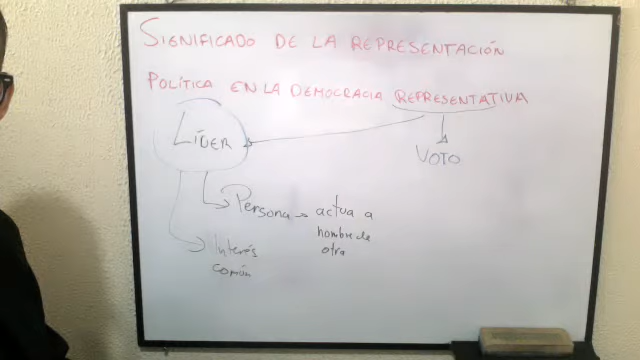 SIGNIFICADO DE LA REPRESENTACIÓN
POLÍTICA EN LA DEMOCRACIA REPRESENTATIVA
LÍDER
VOTO
Persona → actua a
nombre de
otra
Interés
común